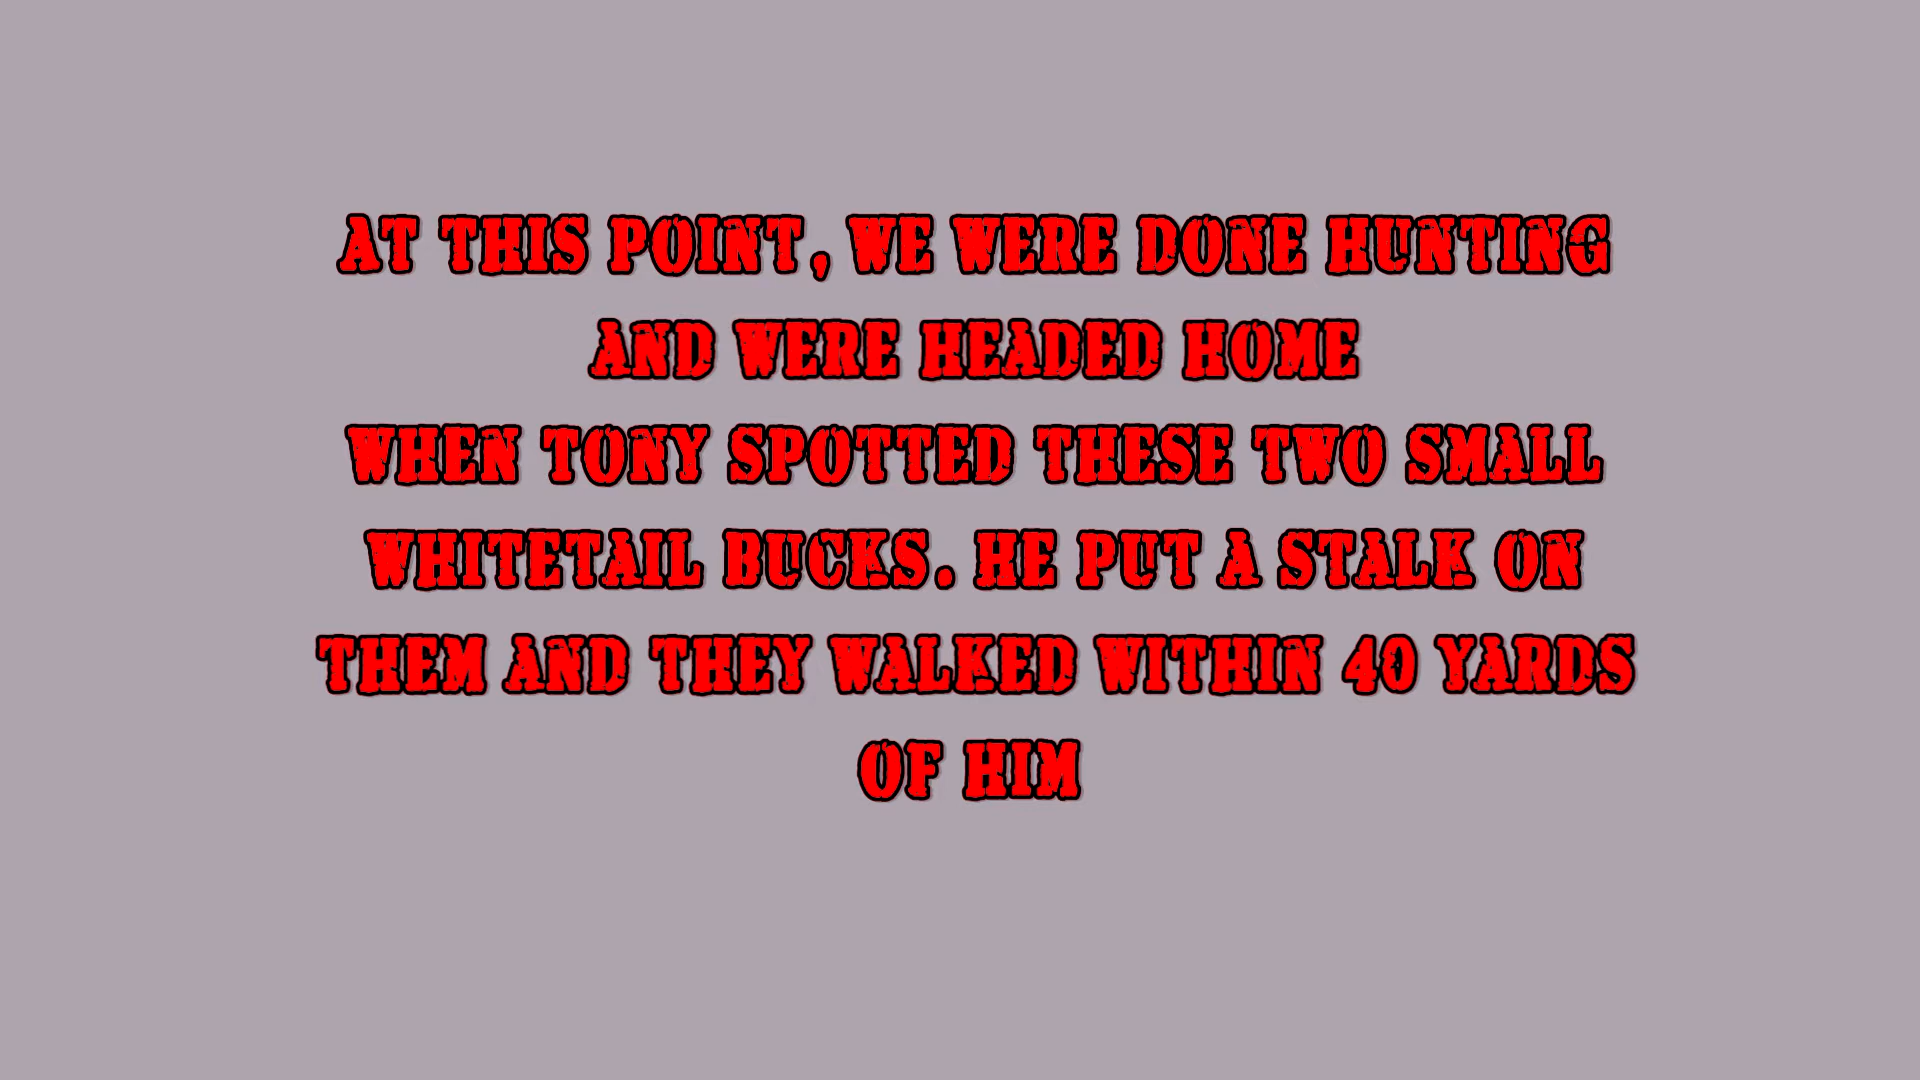 AT THIS POINT, WE WERE DONE HUNTING
AND WERE HEADED HOME
WHEN TONY SPOTTED THESE TWO SMALL
WHITETAIL BUCKS. HE PUT A STALK ON
THEM AND THEY WALKED WITHIN 40 YARDS
OF HIM